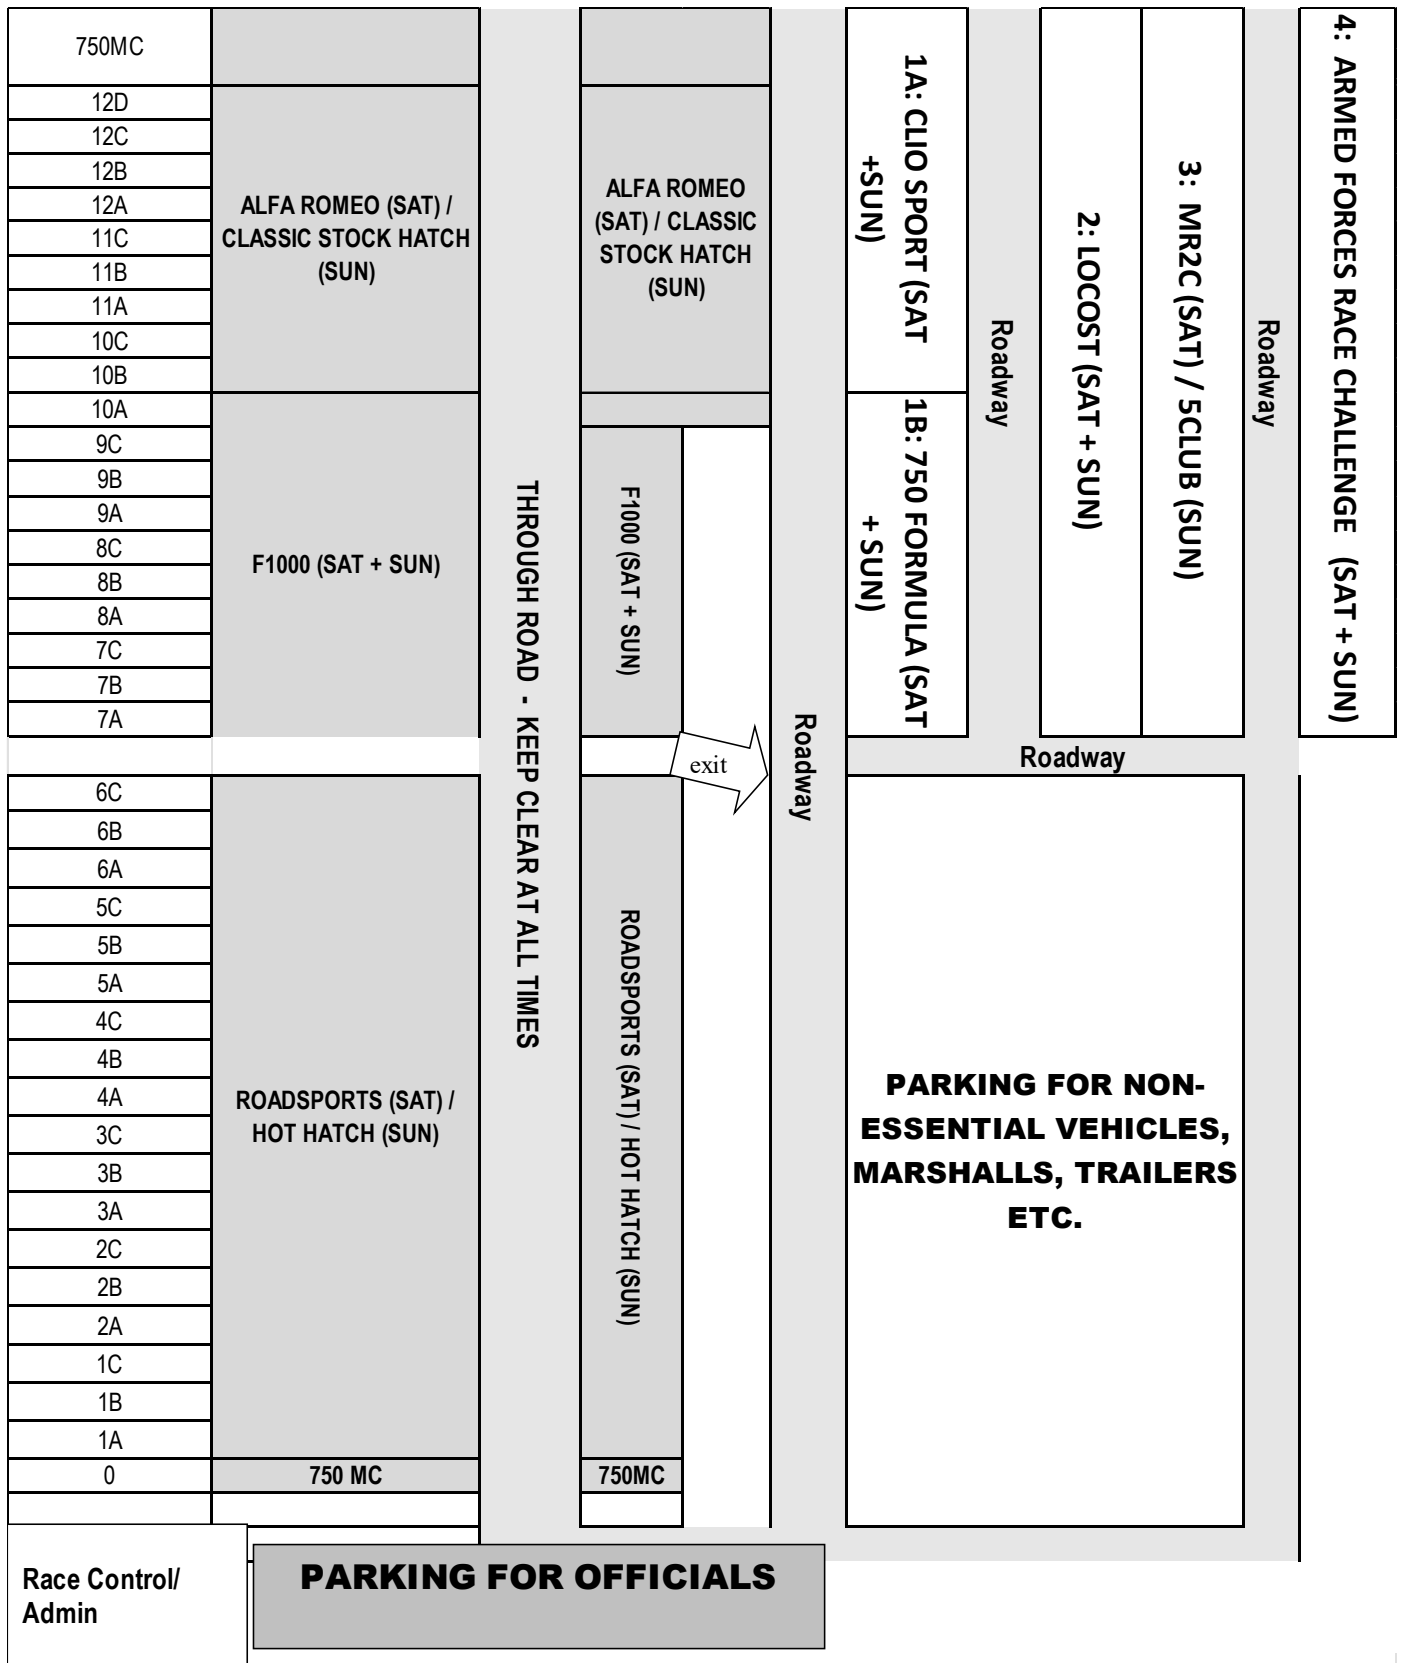 750MC
12D
12C
12B
12A
11C
11B
11A
10C
10B
10A
9C
9B
9A
8C
8B
8A
7C
7B
7A
6C
6B
6A
5C
5B
5A
4C
4B
4A
3C
3B
3A
2C
2B
2A
1C
1B
1A
0
ALFA ROMEO (SAT) /
CLASSIC STOCK HATCH
(SUN)
F1000 (SAT + SUN)
ROADSPORTS (SAT) /
HOT HATCH (SUN)
750 MC
THROUGH ROAD - KEEP CLEAR AT ALL TIMES
ALFA ROMEO
(SAT) / CLASSIC
STOCK HATCH
(SUN)
F1000 (SAT + SUN)
exit
ROADSPORTS (SAT) / HOT HATCH (SUN)
750MC
Roadway
1A: CLIO SPORT (SAT
+SUN)
1B: 750 FORMULA (SAT
+ SUN)
Roadway
2: LOCOST (SAT + SUN)
3: MR2C (SAT) / 5CLUB (SUN)
Roadway
4: ARMED FORCES RACE CHALLENGE (SAT + SUN)
Roadway
PARKING FOR NON-
ESSENTIAL VEHICLES,
MARSHALLS, TRAILERS
ETC.
Race Control/
Admin
PARKING FOR OFFICIALS